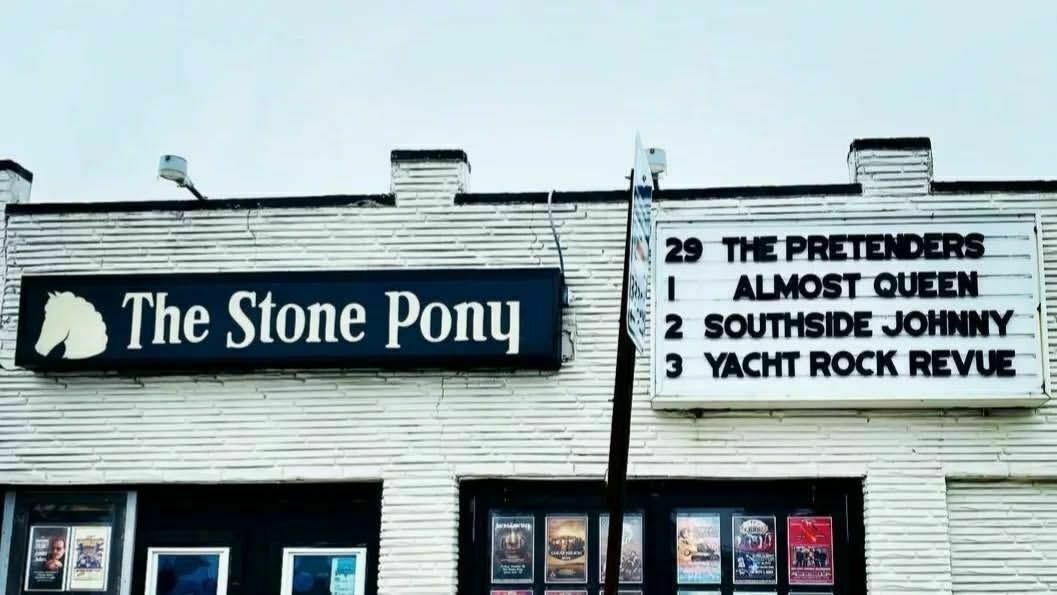 The Stone Pony
29 THE PRETENDERS
1 ALMOST QUEEN
2 SOUTHSIDE JOHNNY
3 YACHT ROCK REVUE